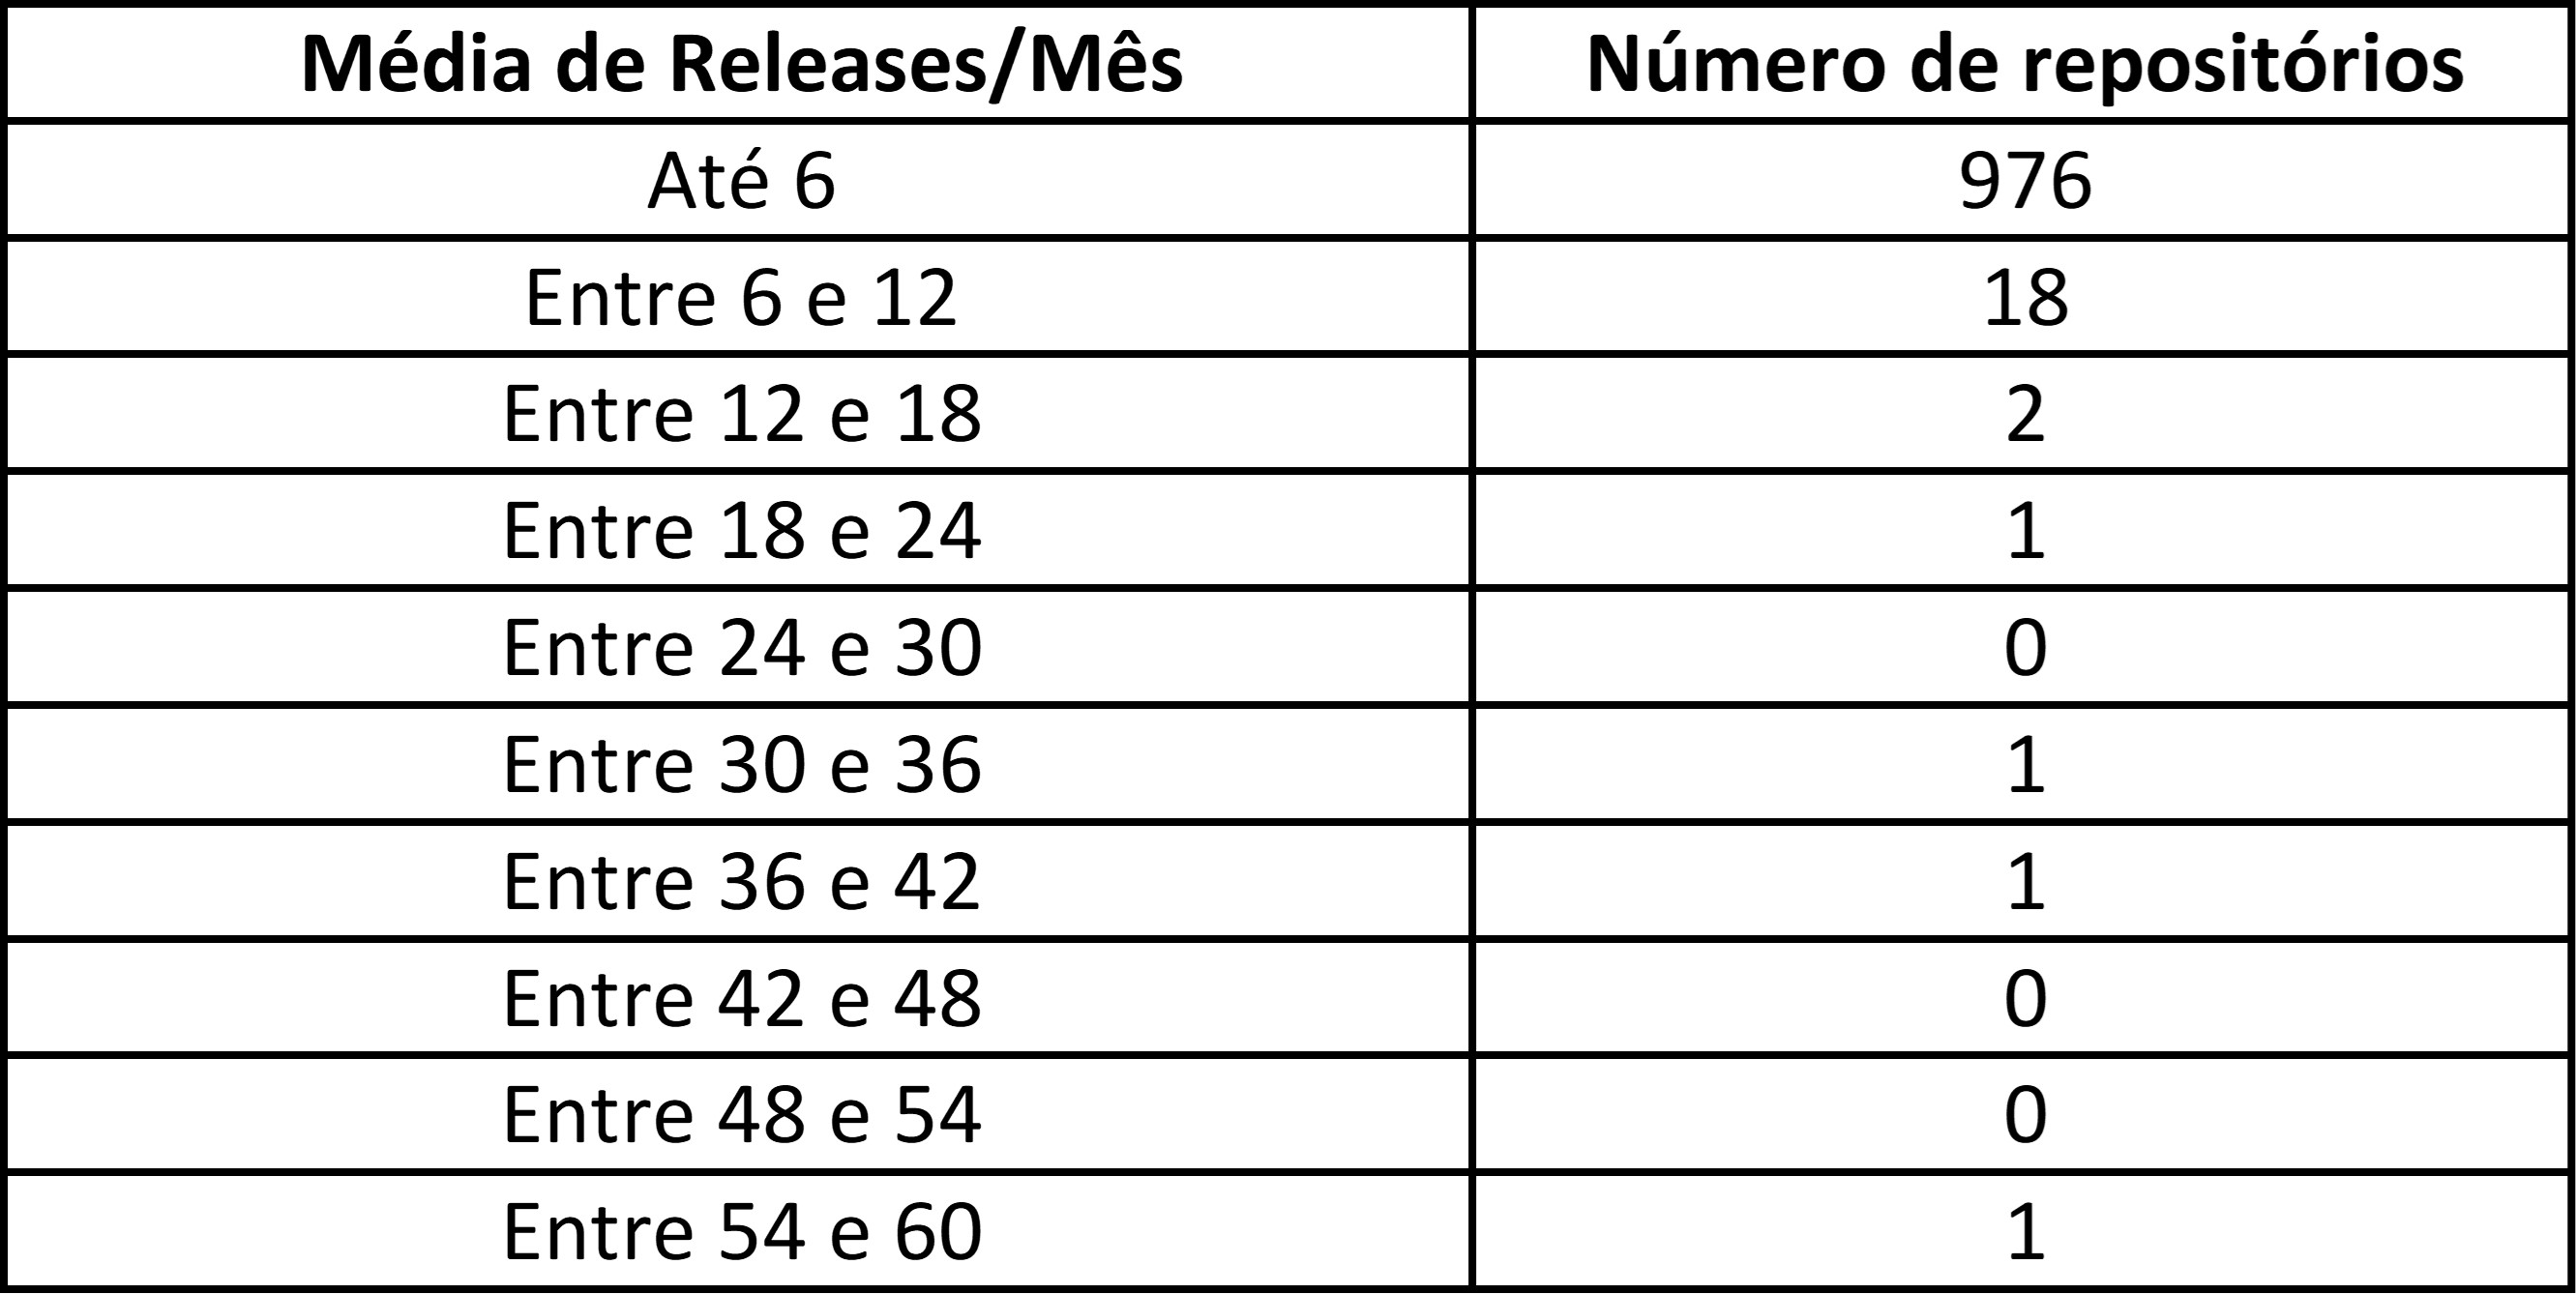 Média de Releases/Mês Número de repositórios
Até 6 976
Entre 6 e 12 18
Entre 12 e 18 2
Entre 18 e 24 1
Entre 24 e 30 0
Entre 30 e 36 1
Entre 36 e 42 1
Entre 42 e 48 0
Entre 48 e 54 0
Entre 54 e 60 1